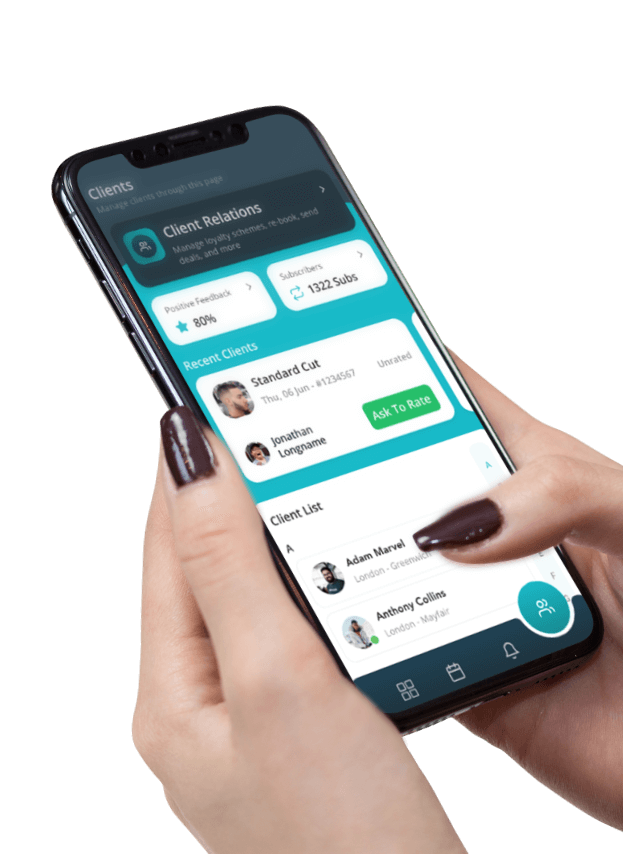 Clients
Manage clients through this page
Client Relations
Manage loyalty schemes, re-book, send
deals, and more
Positive Feedback
80%
Subscribers
1322 Subs
Recent Clients
Standard Cut
Thu, 06 Jun - #1234567
Unrated
Jonathan
Longname
Ask To Rate
Client List
A
A
Adam Marvel
London - Greenwich
Anthony Collins
London - Mayfair
E
F